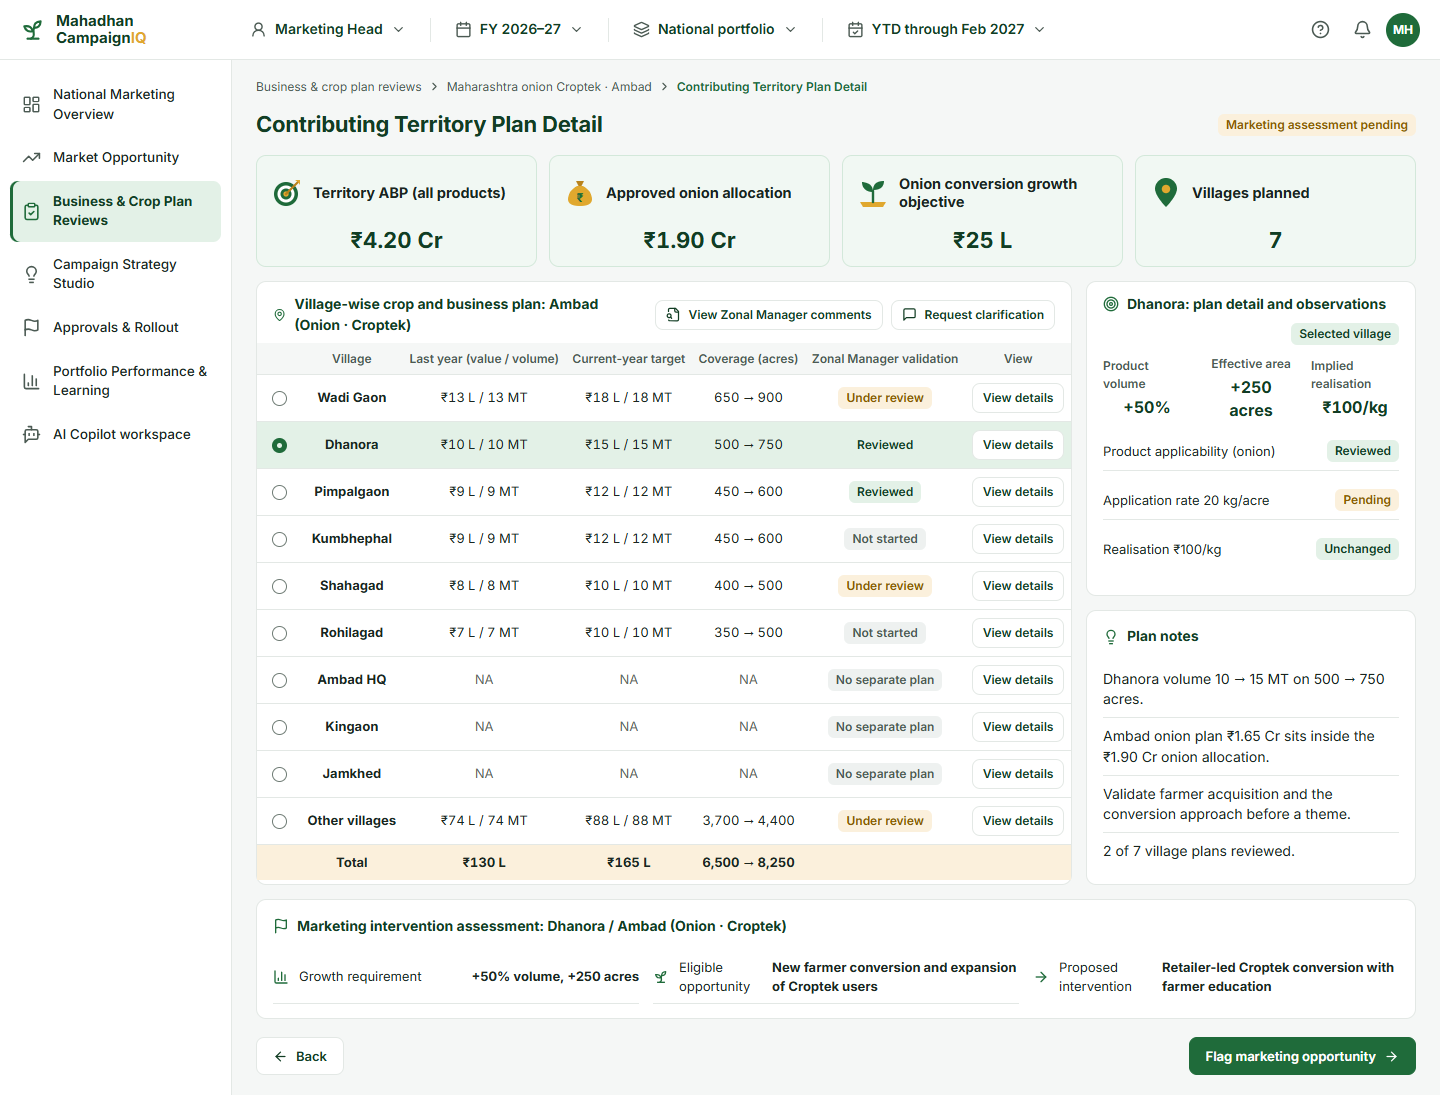 Mahadhan
CampaignIQ
Marketing Head
FY 2026–27
National portfolio
YTD through Feb 2027
MH
National Marketing
Overview
Market Opportunity
Business & Crop Plan
Reviews
Campaign Strategy
Studio
Approvals & Rollout
Portfolio Performance &
Learning
AI Copilot workspace
Business & crop plan reviews > Maharashtra onion Croptek · Ambad > Contributing Territory Plan Detail
Contributing Territory Plan Detail
Marketing assessment pending
Territory ABP (all products)
₹4.20 Cr
Approved onion allocation
₹1.90 Cr
Onion conversion growth
objective
₹25 L
Villages planned
7
Village-wise crop and business plan: Ambad
(Onion · Croptek)
View Zonal Manager comments
Request clarification
Village Last year (value / volume) Current-year target Coverage (acres) Zonal Manager validation View
Wadi Gaon ₹13 L / 13 MT ₹18 L / 18 MT 650 → 900 Under review View details
Dhanora ₹10 L / 10 MT ₹15 L / 15 MT 500 → 750 Reviewed View details
Pimpalgaon ₹9 L / 9 MT ₹12 L / 12 MT 450 → 600 Reviewed View details
Kumbhephal ₹9 L / 9 MT ₹12 L / 12 MT 450 → 600 Not started View details
Shahagad ₹8 L / 8 MT ₹10 L / 10 MT 400 → 500 Under review View details
Rohilagad ₹7 L / 7 MT ₹10 L / 10 MT 350 → 500 Not started View details
Ambad HQ NA NA NA No separate plan View details
Kingaon NA NA NA No separate plan View details
Jamkhed NA NA NA No separate plan View details
Other villages ₹74 L / 74 MT ₹88 L / 88 MT 3,700 → 4,400 Under review View details
Total ₹130 L ₹165 L 6,500 → 8,250
Dhanora: plan detail and observations
Selected village
Product
volume
+50%
Effective area
+250
acres
Implied
realisation
₹100/kg
Product applicability (onion) Reviewed
Application rate 20 kg/acre Pending
Realisation ₹100/kg Unchanged
Plan notes
Dhanora volume 10 → 15 MT on 500 → 750
acres.
Ambad onion plan ₹1.65 Cr sits inside the
₹1.90 Cr onion allocation.
Validate farmer acquisition and the
conversion approach before a theme.
2 of 7 village plans reviewed.
Marketing intervention assessment: Dhanora / Ambad (Onion · Croptek)
Growth requirement +50% volume, +250 acres
Eligible
opportunity
New farmer conversion and expansion
of Croptek users
Proposed
intervention
Retailer-led Croptek conversion with
farmer education
← Back
Flag marketing opportunity →